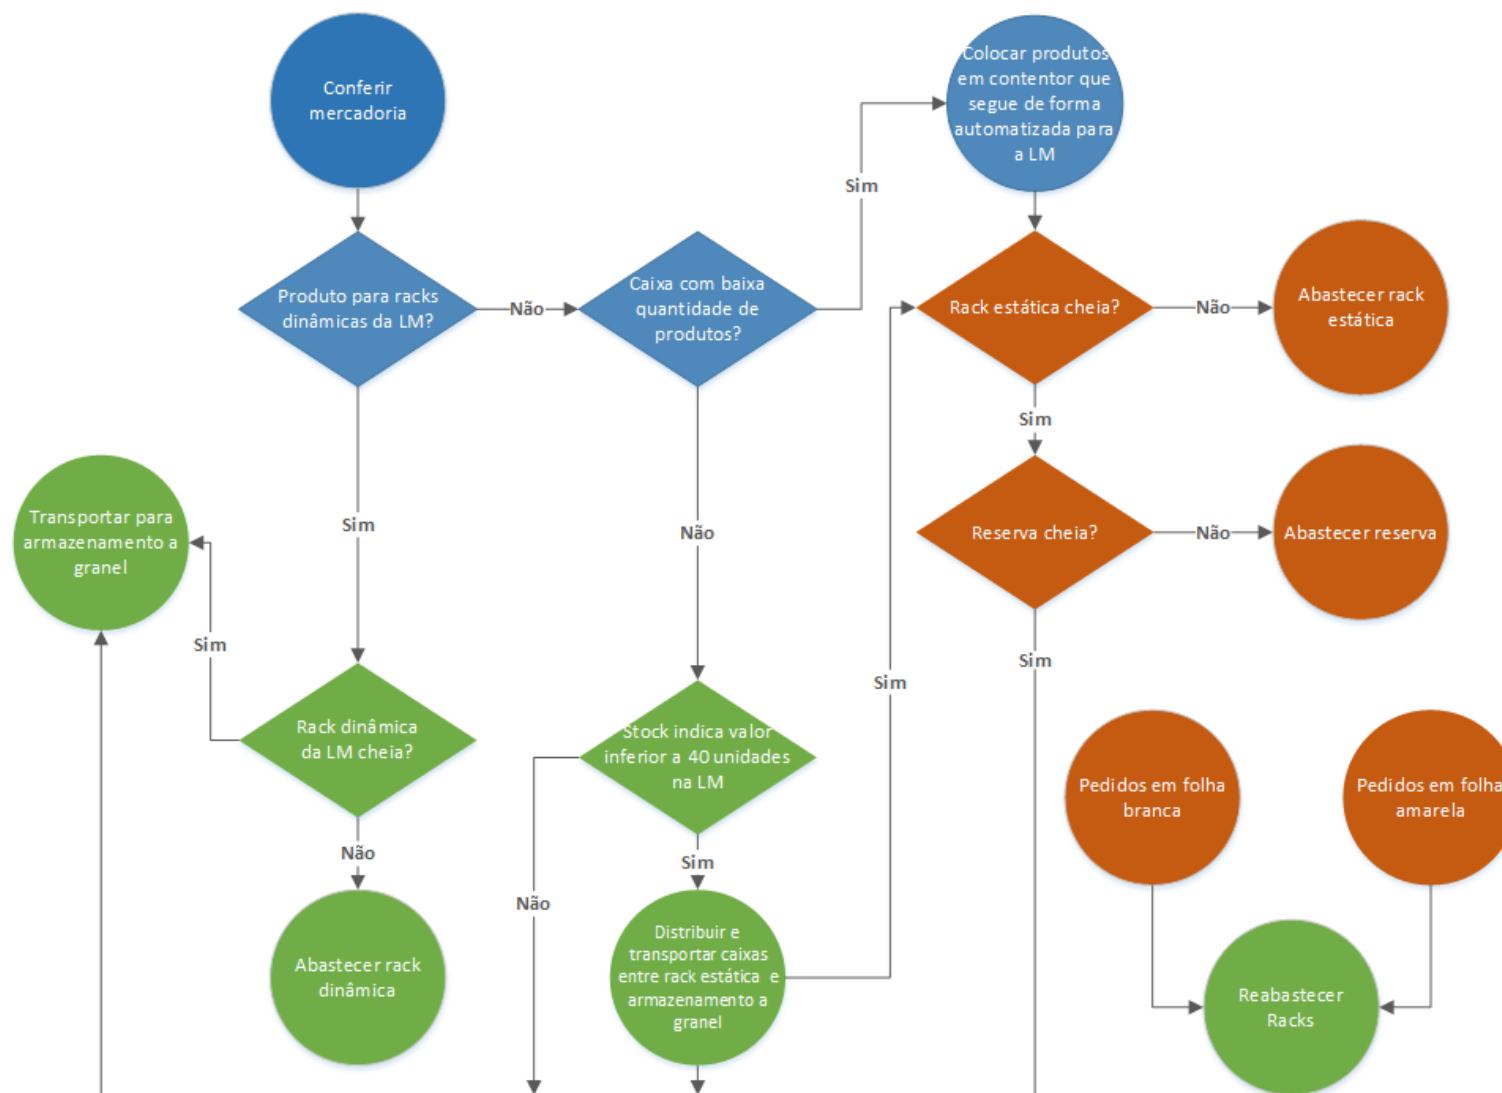 Conferir
mercadoria
Colocar produtos
em contentor que
segue de forma
automatizada para
a LM
Sim
Produto para racks
dinâmicas da LM?
Não
Caixa com baixa
quantidade de
produtos?
Rack estática cheia?
Não
Abastecer rack
estática
Sim
Transportar para
armazenamento a
granel
Sim
Não
Reserva cheia?
Não
Abastecer reserva
Sim
Sim
Sim
Rack dinâmica
da LM cheia?
Stock indica valor
inferior a 40 unidades
na LM
Pedidos em folha
branca
Pedidos em folha
amarela
Não
Sim
Não
Abastecer rack
dinâmica
Distribuir e
transportar caixas
entre rack estática e
armazenamento a
granel
Reabastecer
Racks